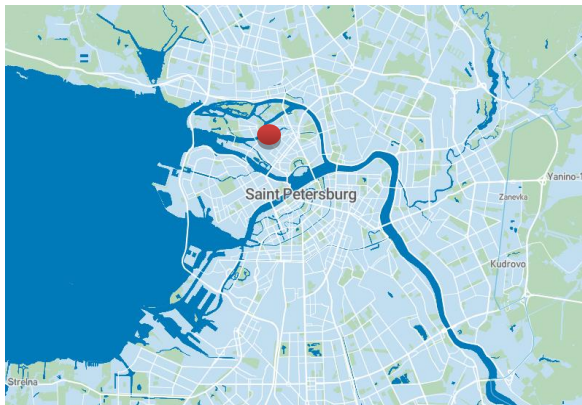 Saint Petersburg
Yanino-1
Zanevka
Kudrovo
Strelna